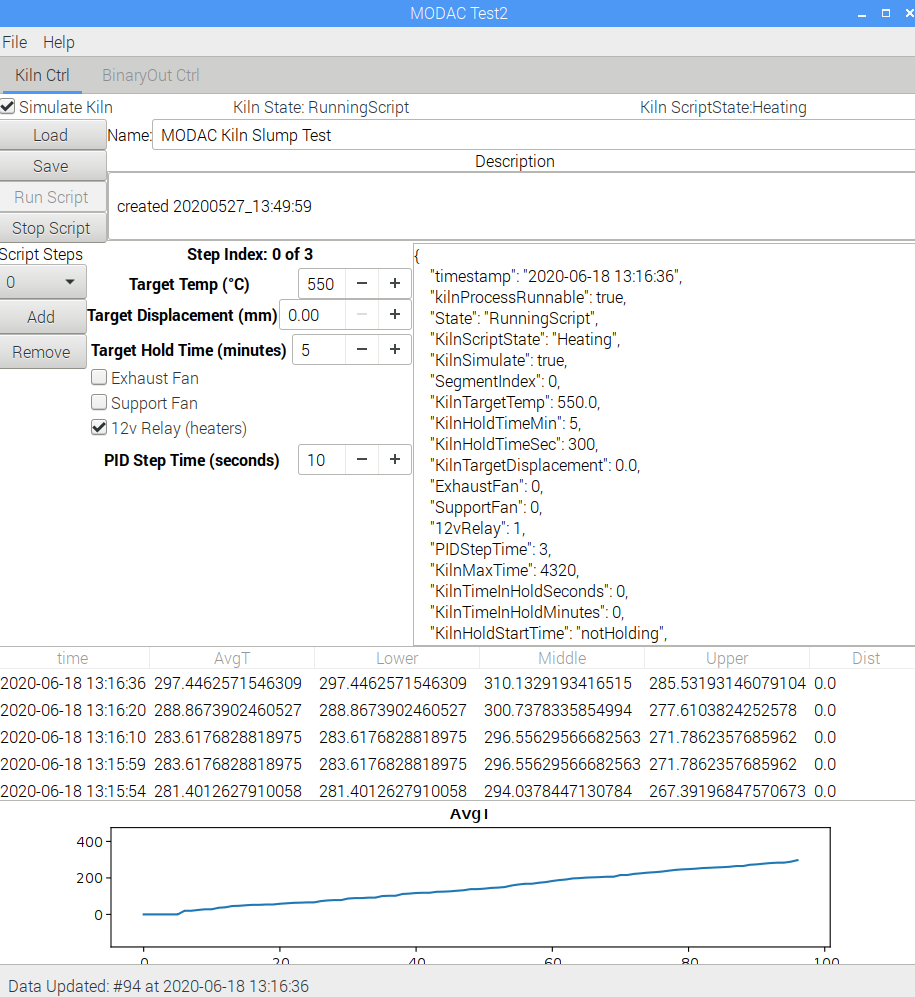 MODAC Test2
File Help
Kiln Ctrl BinaryOut Ctrl
Simulate Kiln Kiln State: RunningScript Kiln ScriptState:Heating
Load Name: MODAC Kiln Slump Test
Save Description
Run Script created 20200527_13:49:59
Stop Script
Script Steps Step Index: 0 of 3
0 Target Temp (°C) 550 − +
Add Target Displacement (mm) 0.00 − +
Remove Target Hold Time (minutes) 5 − +
Exhaust Fan
Support Fan
12v Relay (heaters)
PID Step Time (seconds) 10 − +
{
"timestamp": "2020-06-18 13:16:36",
"kilnProcessRunnable": true,
"State": "RunningScript",
"KilnScriptState": "Heating",
"KilnSimulate": true,
"SegmentIndex": 0,
"KilnTargetTemp": 550.0,
"KilnHoldTimeMin": 5,
"KilnHoldTimeSec": 300,
"KilnTargetDisplacement": 0.0,
"ExhaustFan": 0,
"SupportFan": 0,
"12vRelay": 1,
"PIDStepTime": 3,
"KilnMaxTime": 4320,
"KilnTimeInHoldSeconds": 0,
"KilnTimeInHoldMinutes": 0,
"KilnHoldStartTime": "notHolding",
time AvgT Lower Middle Upper Dist
2020-06-18 13:16:36 297.4462571546309 297.4462571546309 310.1329193416515 285.53193146079104 0.0
2020-06-18 13:16:20 288.8673902460527 288.8673902460527 300.7378335854994 277.6103824252578 0.0
2020-06-18 13:16:10 283.6176828818975 283.6176828818975 296.55629566682563 271.7862357685962 0.0
2020-06-18 13:15:59 283.6176828818975 283.6176828818975 296.55629566682563 271.7862357685962 0.0
2020-06-18 13:15:54 281.4012627910058 281.4012627910058 294.0378447130784 267.39196847570673 0.0
AvgT
400
200
0
0 20 40 60 80 100
Data Updated: #94 at 2020-06-18 13:16:36